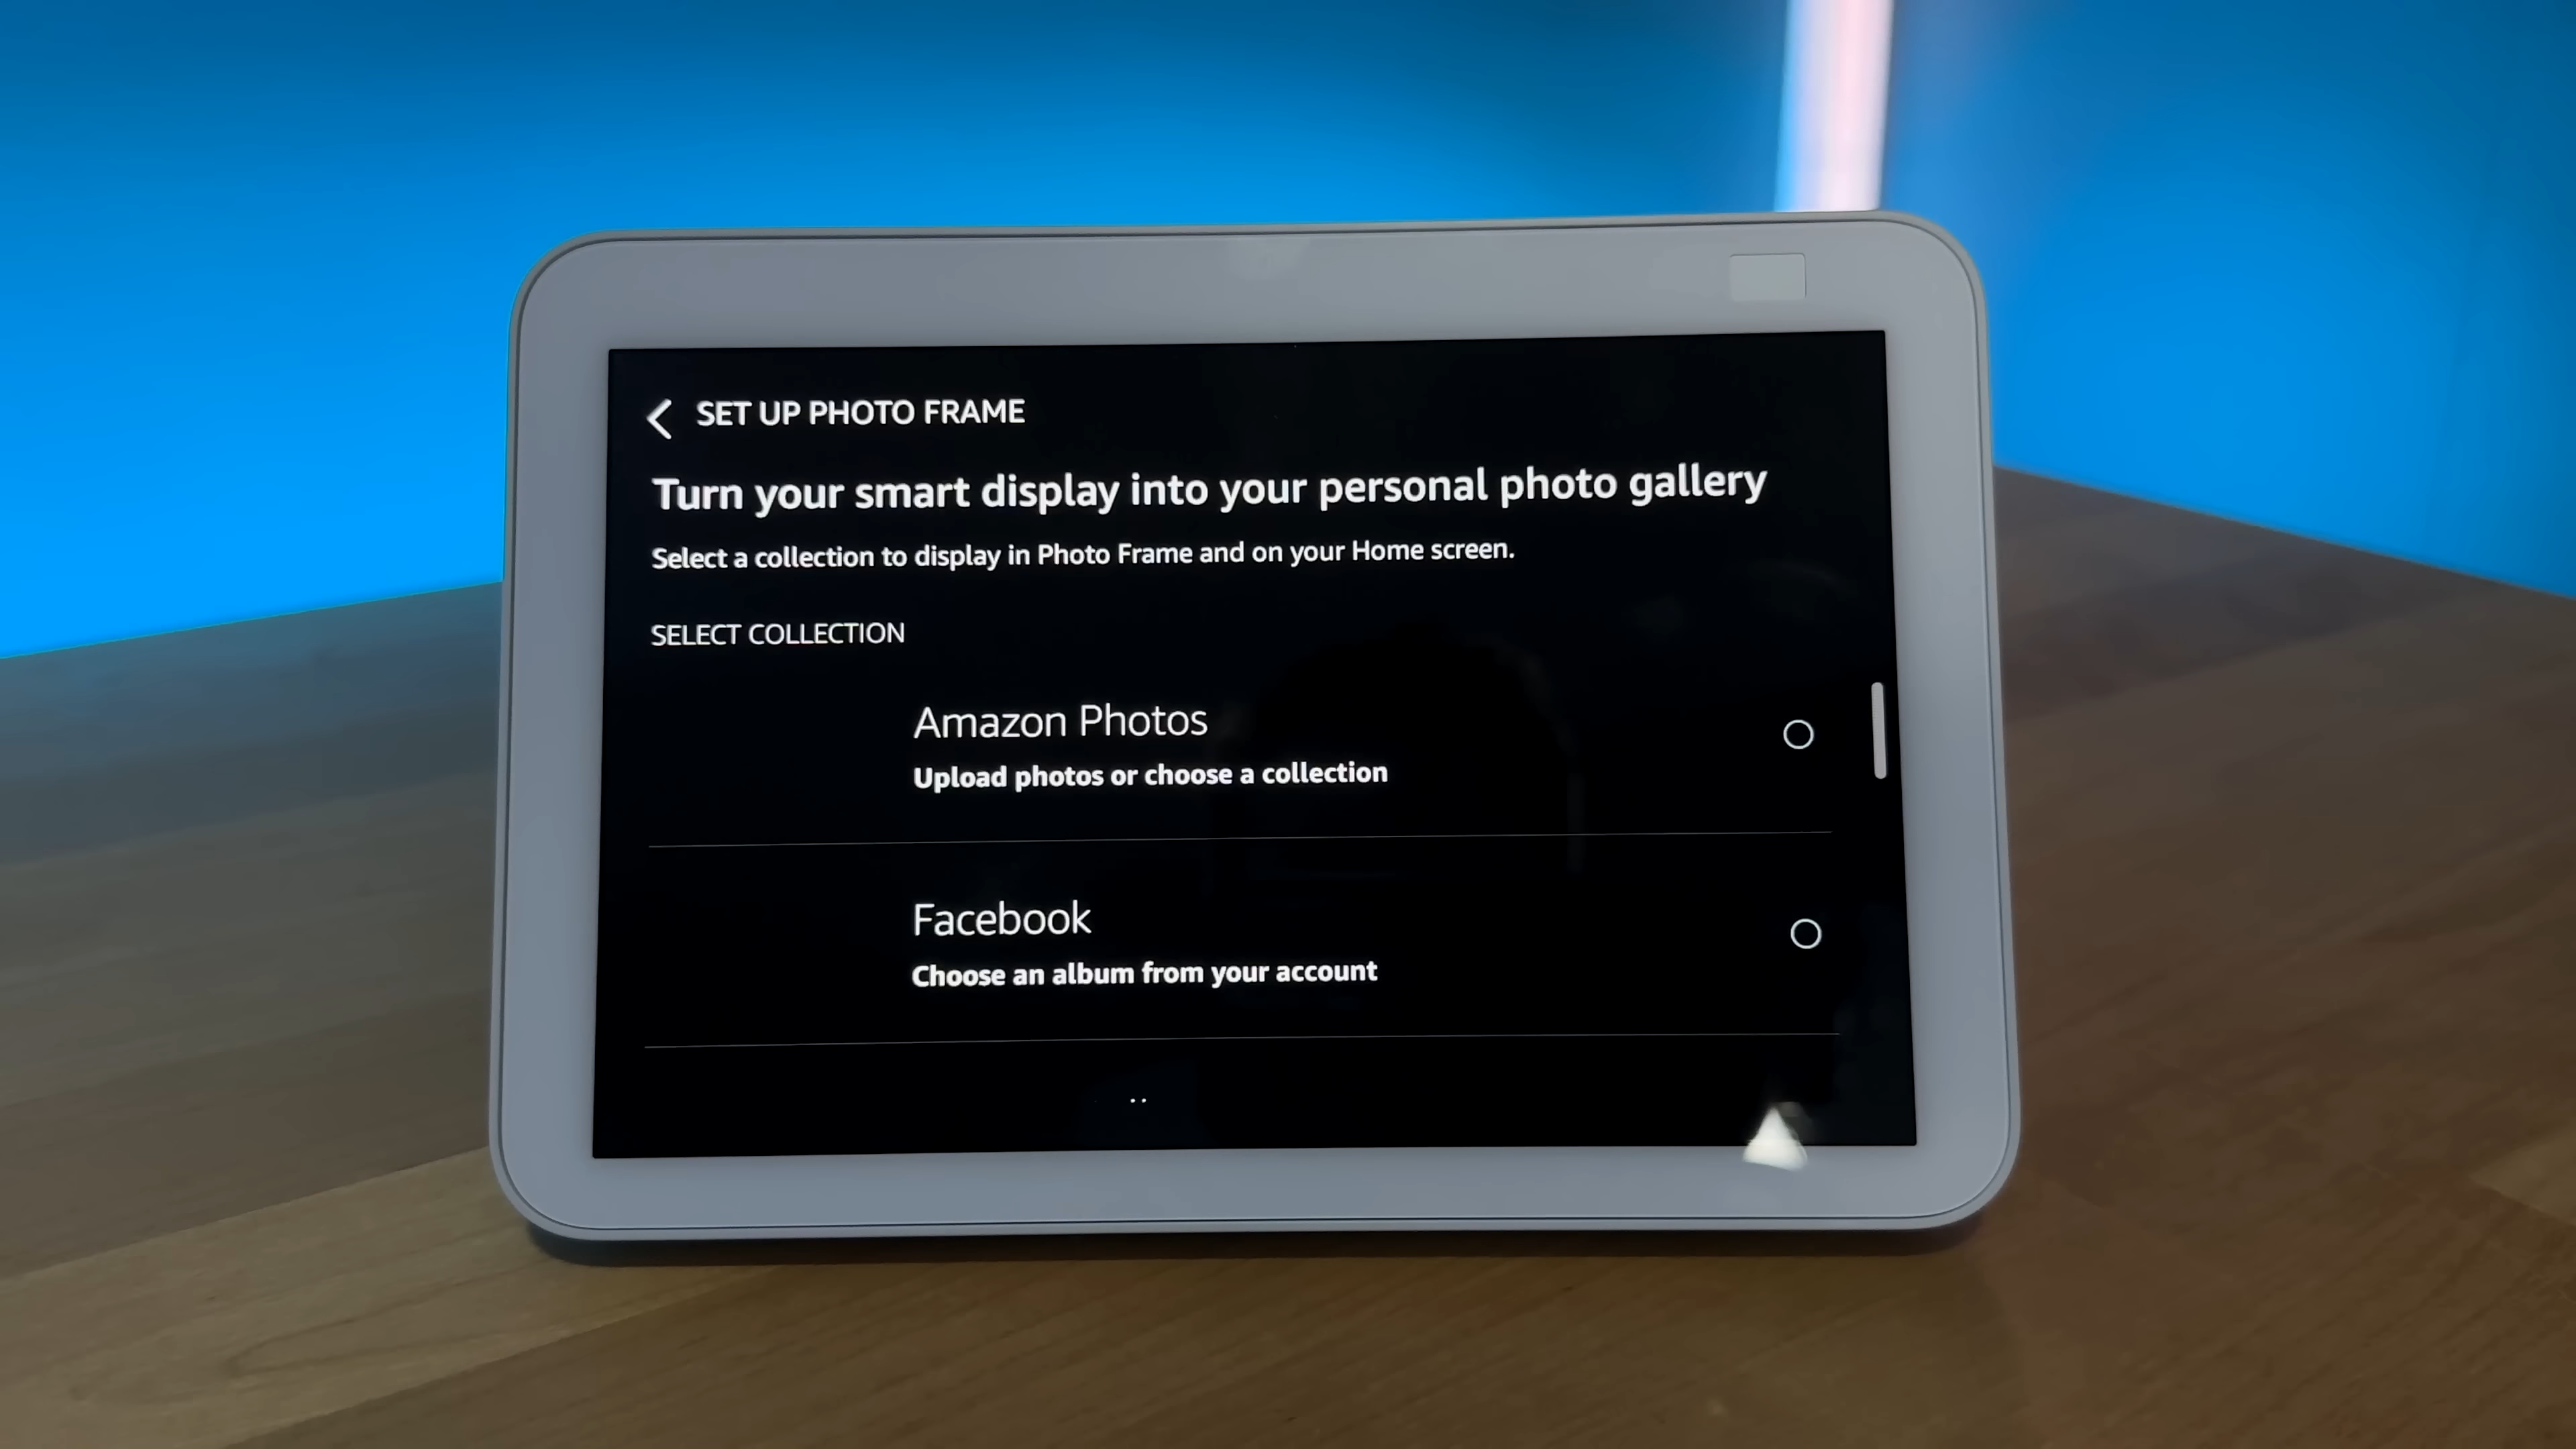 SET UP PHOTO FRAME
Turn your smart display into your personal photo gallery
Select a collection to display in Photo Frame and on your Home screen.
SELECT COLLECTION
Amazon Photos
Upload photos or choose a collection
Facebook
Choose an album from your account